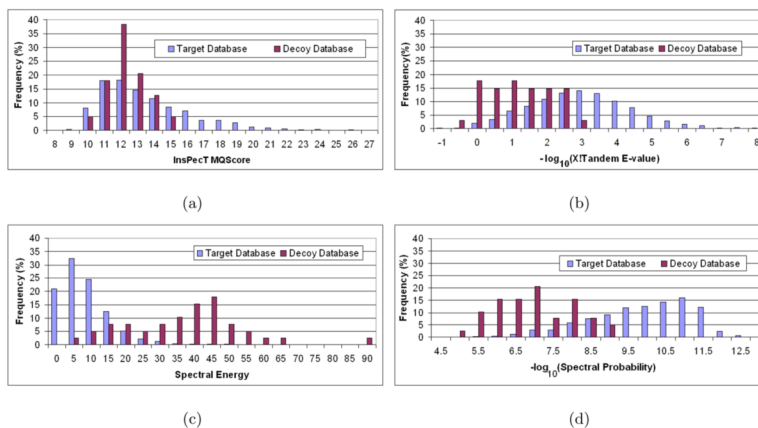 40
35
30
25
20
15
10
5
0
Frequency (%)
Target Database Decoy Database
8 9 10 11 12 13 14 15 16 17 18 19 20 21 22 23 24 25 26 27
InsPecT MQScore
(a)
40
35
30
25
20
15
10
5
0
Frequency (%)
Target Database Decoy Database
-1 0 1 2 3 4 5 6 7 8
-log10(X!Tandem E-value)
(b)
40
35
30
25
20
15
10
5
0
Frequency (%)
Target Database Decoy Database
0 5 10 15 20 25 30 35 40 45 50 55 60 65 70 75 80 85 90
Spectral Energy
(c)
40
35
30
25
20
15
10
5
0
Frequency (%)
Target Database Decoy Database
4.5 5.5 6.5 7.5 8.5 9.5 10.5 11.5 12.5
-log10(Spectral Probability)
(d)